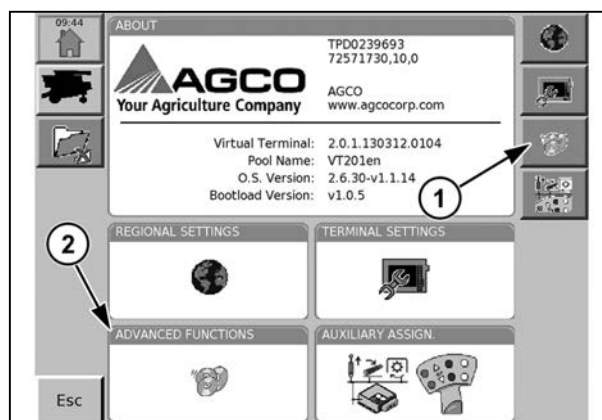 09:44
ABOUT
TPD0239693
72571730,10,0
AGCO
Your Agriculture Company
AGCO
www.agcocorp.com
Virtual Terminal: 2.0.1.130312.0104
Pool Name: VT201en
O.S. Version: 2.6.30-v1.1.14
Bootload Version: v1.0.5
1
2
REGIONAL SETTINGS
TERMINAL SETTINGS
ADVANCED FUNCTIONS
AUXILIARY ASSIGN.
Esc